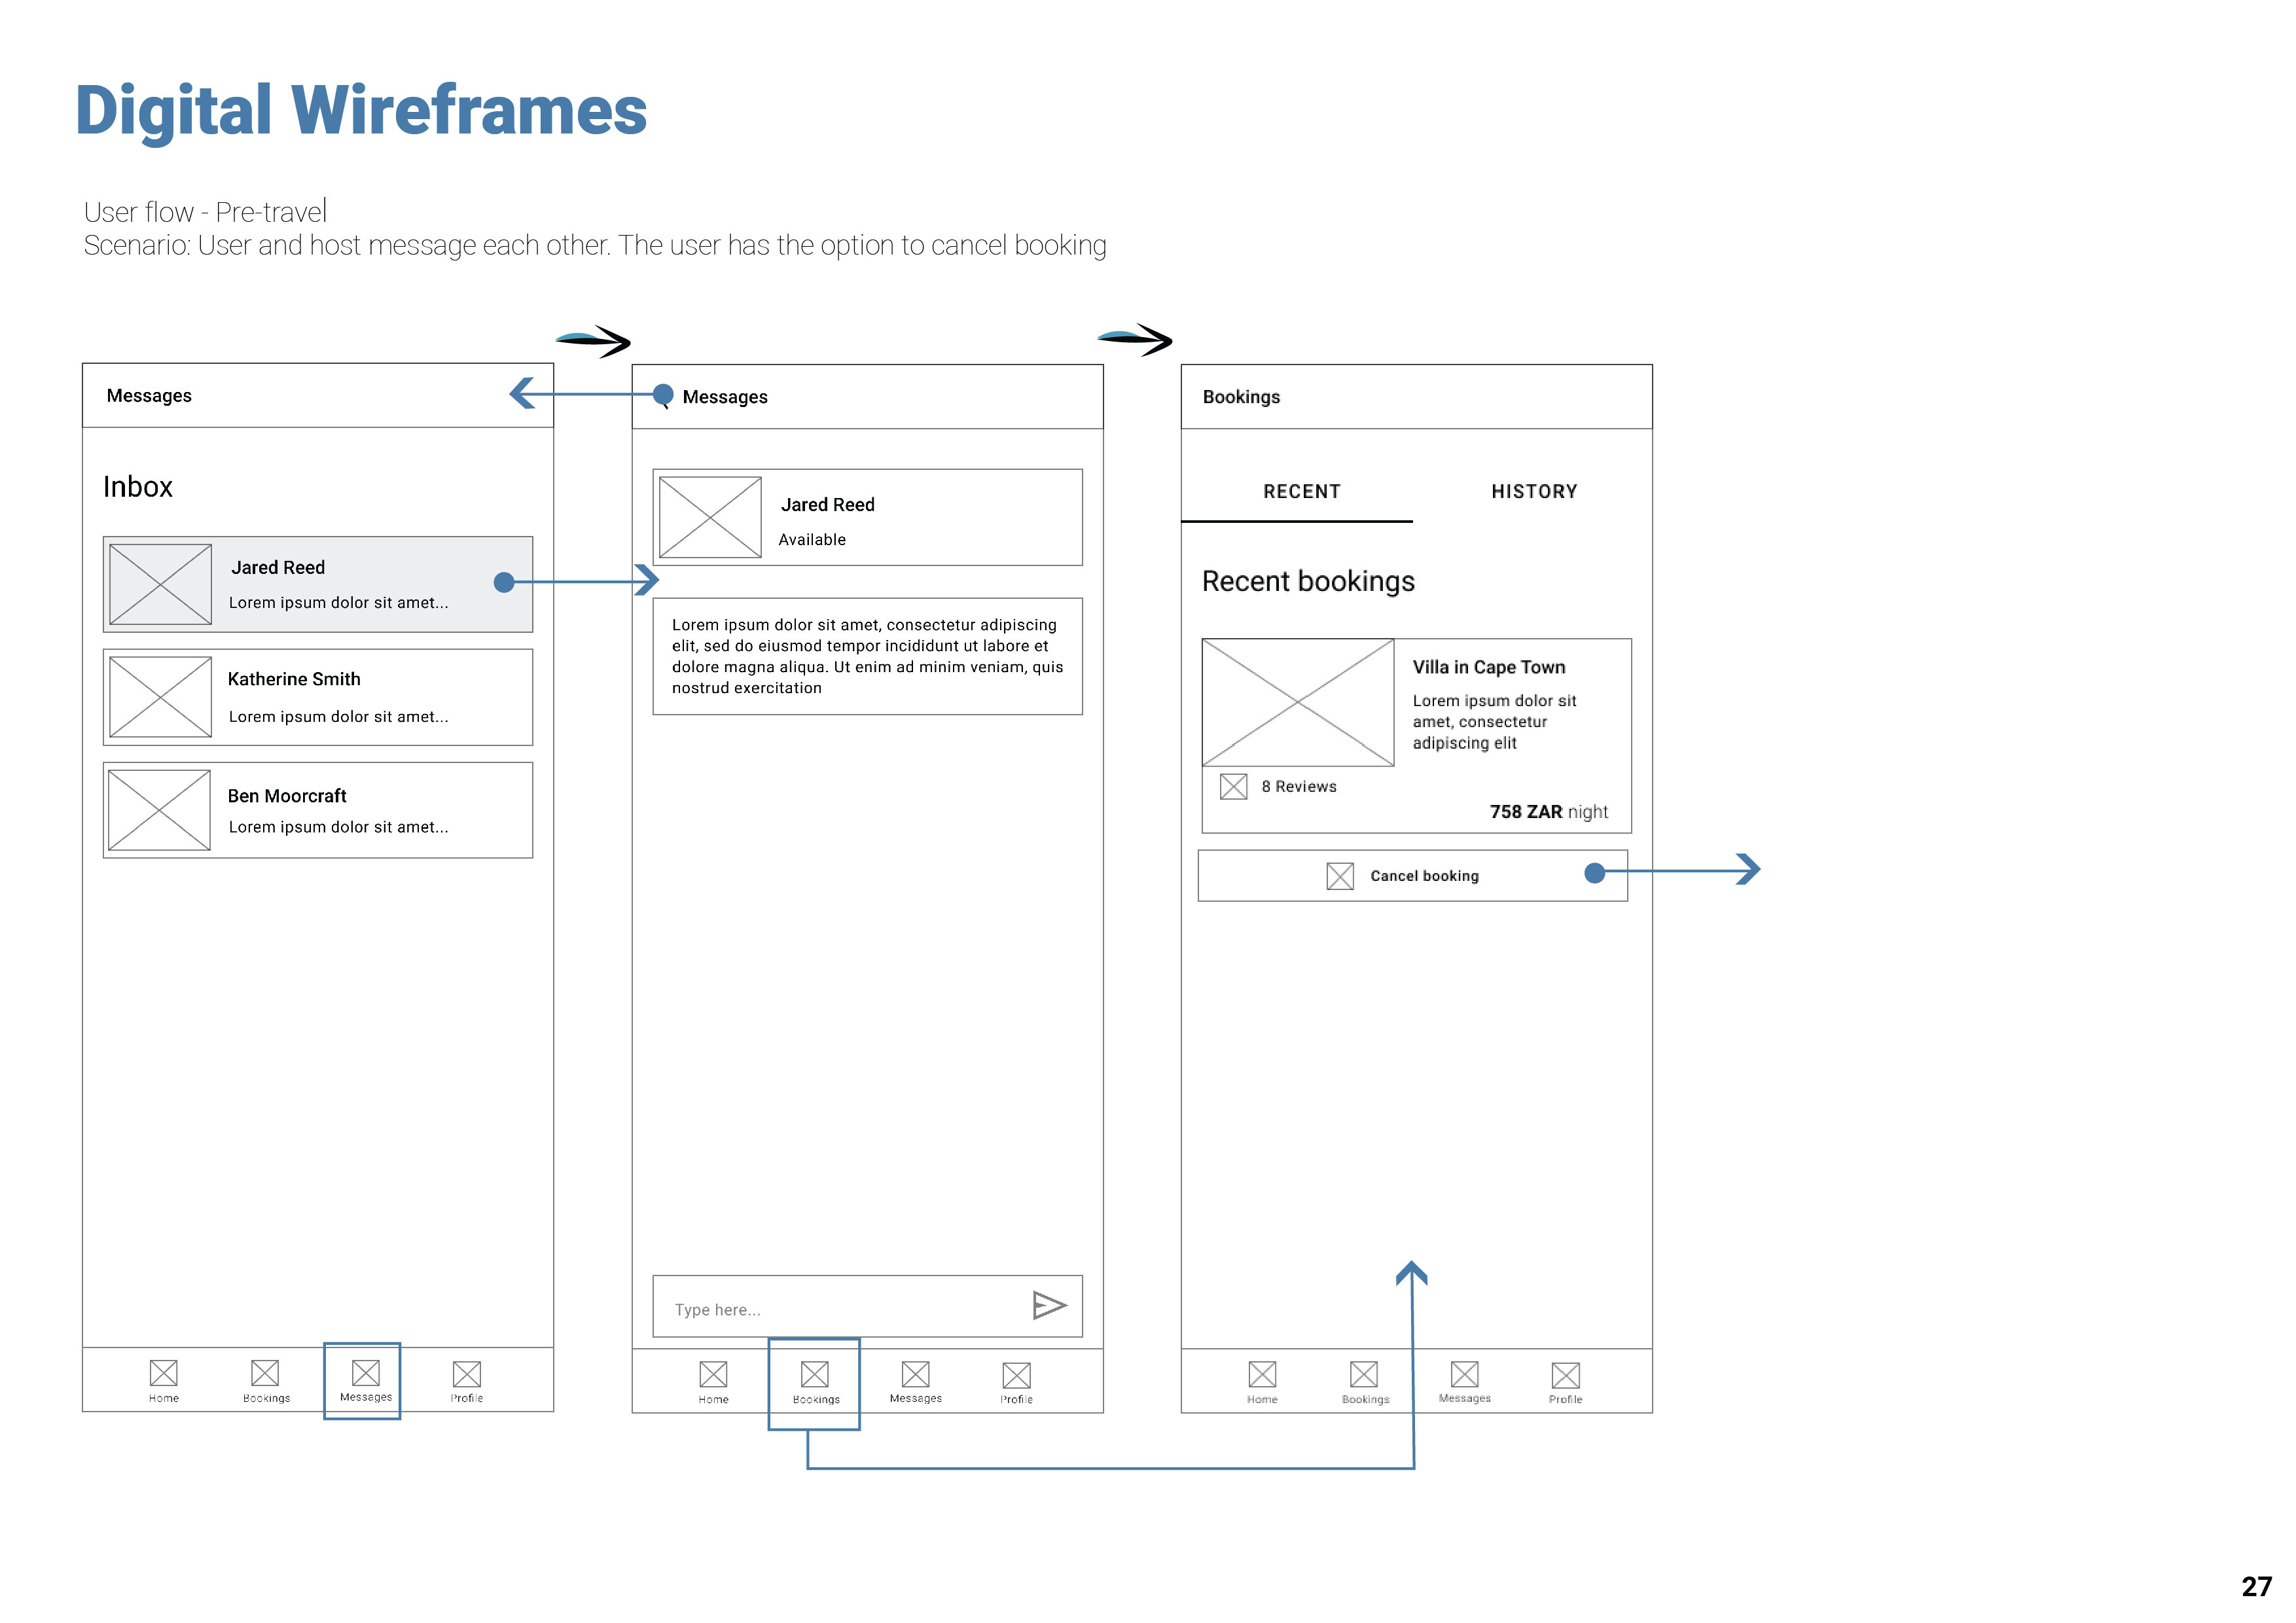 Digital Wireframes
User flow - Pre-travel
Scenario: User and host message each other. The user has the option to cancel booking
Messages
Inbox
Jared Reed
Lorem ipsum dolor sit amet...
Katherine Smith
Lorem ipsum dolor sit amet...
Ben Moorcraft
Lorem ipsum dolor sit amet...
Home
Bookings
Messages
Profile
Messages
Jared Reed
Available
Lorem ipsum dolor sit amet, consectetur adipiscing
elit, sed do eiusmod tempor incididunt ut labore et
dolore magna aliqua. Ut enim ad minim veniam, quis
nostrud exercitation
Type here...
Home
Bookings
Messages
Profile
Bookings
RECENT
HISTORY
Recent bookings
Villa in Cape Town
Lorem ipsum dolor sit
amet, consectetur
adipiscing elit
8 Reviews
758 ZAR night
Cancel booking
Home
Bookings
Messages
Profile
27